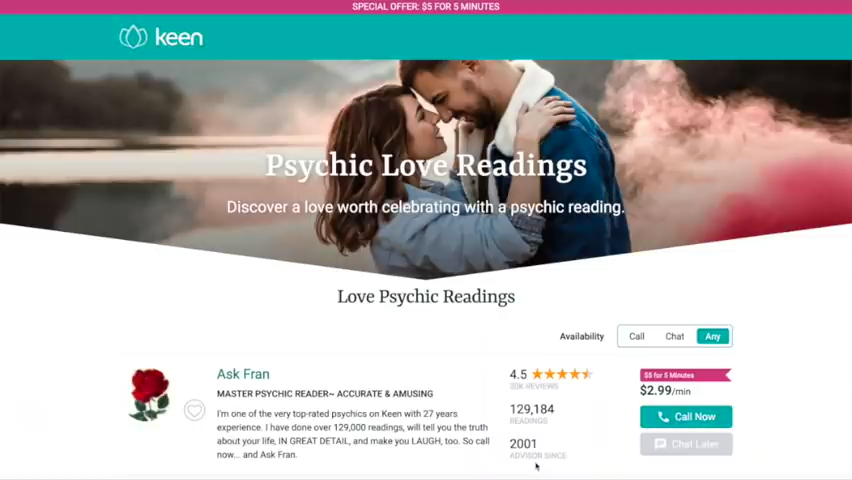 SPECIAL OFFER: $5 FOR 5 MINUTES
keen
Psychic Love Readings
Discover a love worth celebrating with a psychic reading.
Love Psychic Readings
Availability
Call
Chat
Any
Ask Fran
MASTER PSYCHIC READER~ ACCURATE & AMUSING
I'm one of the very top-rated psychics on Keen with 27 years
experience. I have done over 129,000 readings, will tell you the truth
about your life, IN GREAT DETAIL, and make you LAUGH, too. So call
now... and Ask Fran.
4.5
30K REVIEWS
129,184
READINGS
2001
ADVISOR SINCE
$5 for 5 Minutes
$2.99/min
Call Now
Chat Later